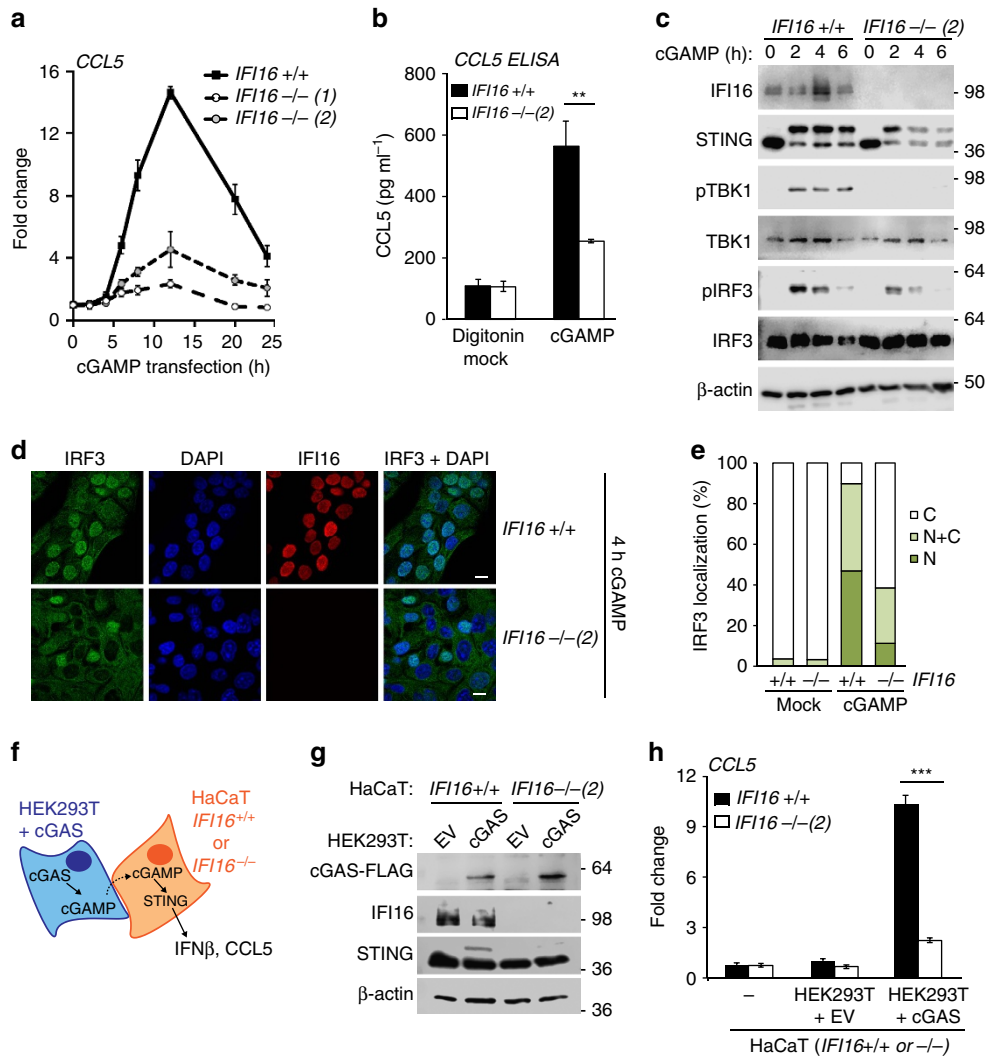 a
CCL5
16
12
8
4
0
Fold change
IFI16 +/+
IFI16 –/– (1)
IFI16 –/– (2)
0 5 10 15 20 25
cGAMP transfection (h)
b
CCL5 ELISA
800
600
400
200
0
CCL5 (pg ml⁻¹)
IFI16 +/+
IFI16 –/–(2)
**
Digitonin mock
cGAMP
c
IFI16 +/+ IFI16 –/– (2)
cGAMP (h): 0 2 4 6 0 2 4 6
IFI16 - 98
STING - 36
pTBK1 - 98
TBK1 - 98
pIRF3 - 64
IRF3 - 64
β-actin - 50
d
IRF3 DAPI IFI16 IRF3 + DAPI
IFI16 +/+
IFI16 –/–(2)
4 h cGAMP
e
100
80
60
40
20
0
IRF3 localization (%)
C
N+C
N
+/+ –/– +/+ –/– IFI16
Mock cGAMP
f
HEK293T
+ cGAS
HaCaT
IFI16+/+
or
IFI16–/–
cGAS
cGAMP
cGAMP
STING
IFNβ, CCL5
g
HaCaT: IFI16+/+ IFI16–/–(2)
HEK293T: EV cGAS EV cGAS
cGAS-FLAG - 64
IFI16 - 98
STING - 36
β-actin - 36
h
CCL5
12
9
6
3
0
Fold change
IFI16 +/+
IFI16 –/–(2)
***
–
HEK293T + EV
HEK293T + cGAS
HaCaT (IFI16+/+ or –/–)